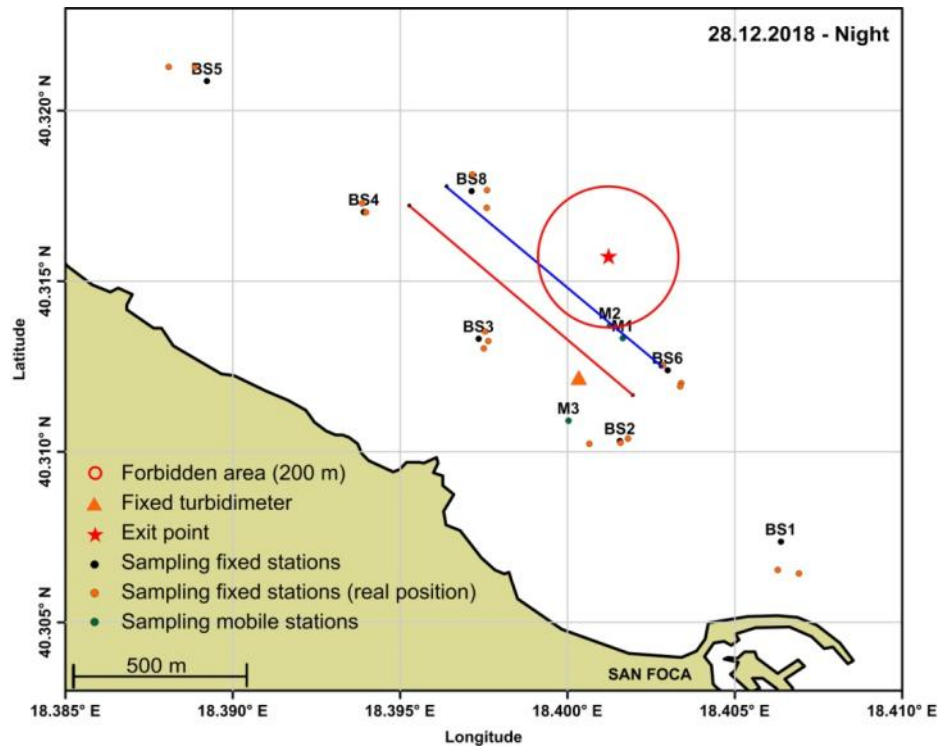 28.12.2018 - Night
BS5
40.320° N
BS8
BS4
40.315° N
M2
M1
BS3
BS6
Latitude
M3
BS2
40.310° N
Forbidden area (200 m)
Fixed turbidimeter
Exit point
BS1
Sampling fixed stations
Sampling fixed stations (real position)
40.305° N
Sampling mobile stations
500 m
SAN FOCA
18.385° E
18.390° E
18.395° E
18.400° E
18.405° E
18.410° E
Longitude